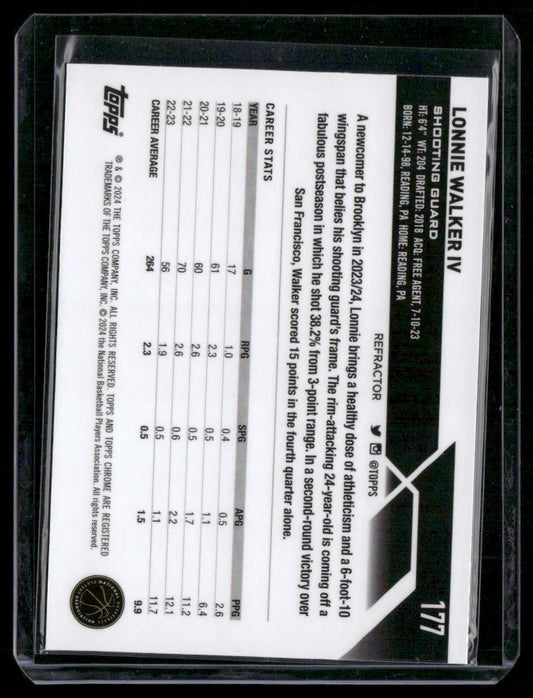 177
LONNIE WALKER IV
SHOOTING GUARD
HT: 6'4" WT: 204 DRAFTED: 2018 ACQ: FREE AGENT, 7-10-23
BORN: 12-14-98, READING, PA HOME: READING, PA
REFRACTOR @TOPPS
A newcomer to Brooklyn in 2023/24, Lonnie brings a healthy dose of athleticism and a 6-foot-10
wingspan that belies his shooting guard's frame. The rim-attacking 24-year-old is coming off a
fabulous postseason in which he shot 38.2% from 3-point range. In a second-round victory over
San Francisco, Walker scored 15 points in the fourth quarter alone.
CAREER STATS
YEAR G RPG SPG APG PPG
18-19 17 1.0 0.4 0.5 2.6
19-20 61 2.3 0.5 1.1 6.4
20-21 60 2.6 0.5 1.7 11.2
21-22 70 2.6 0.6 2.2 12.1
22-23 56 1.9 0.5 1.1 11.7
CAREER AVERAGE 264 2.3 0.5 1.5 9.9
topps
® & © 2024 THE TOPPS COMPANY, INC. ALL RIGHTS RESERVED. TOPPS AND TOPPS CHROME ARE REGISTERED
TRADEMARKS OF THE TOPPS COMPANY, INC. © 2024 the National Basketball Players Association. All rights reserved.